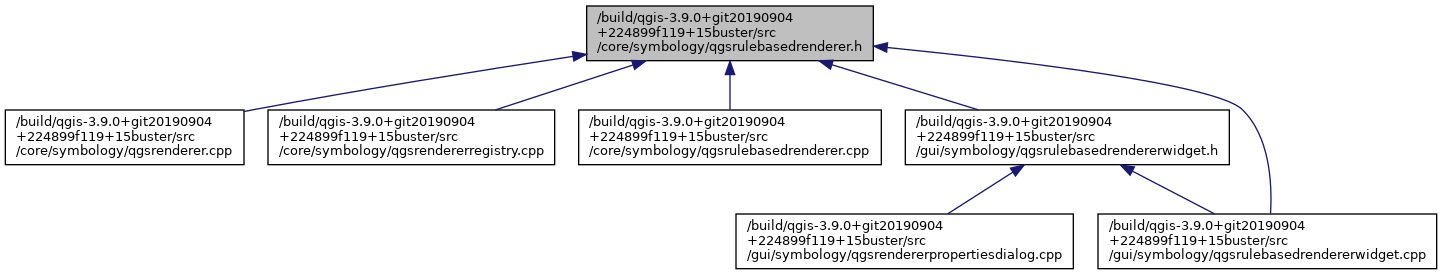 /build/qgis-3.9.0+git20190904
+224899f119+15buster/src
/core/symbology/qgsrulebasedrenderer.h
/build/qgis-3.9.0+git20190904
+224899f119+15buster/src
/core/symbology/qgsrenderer.cpp
/build/qgis-3.9.0+git20190904
+224899f119+15buster/src
/core/symbology/qgsrendererregistry.cpp
/build/qgis-3.9.0+git20190904
+224899f119+15buster/src
/core/symbology/qgsrulebasedrenderer.cpp
/build/qgis-3.9.0+git20190904
+224899f119+15buster/src
/gui/symbology/qgsrulebasedrendererwidget.h
/build/qgis-3.9.0+git20190904
+224899f119+15buster/src
/gui/symbology/qgsrendererpropertiesdialog.cpp
/build/qgis-3.9.0+git20190904
+224899f119+15buster/src
/gui/symbology/qgsrulebasedrendererwidget.cpp